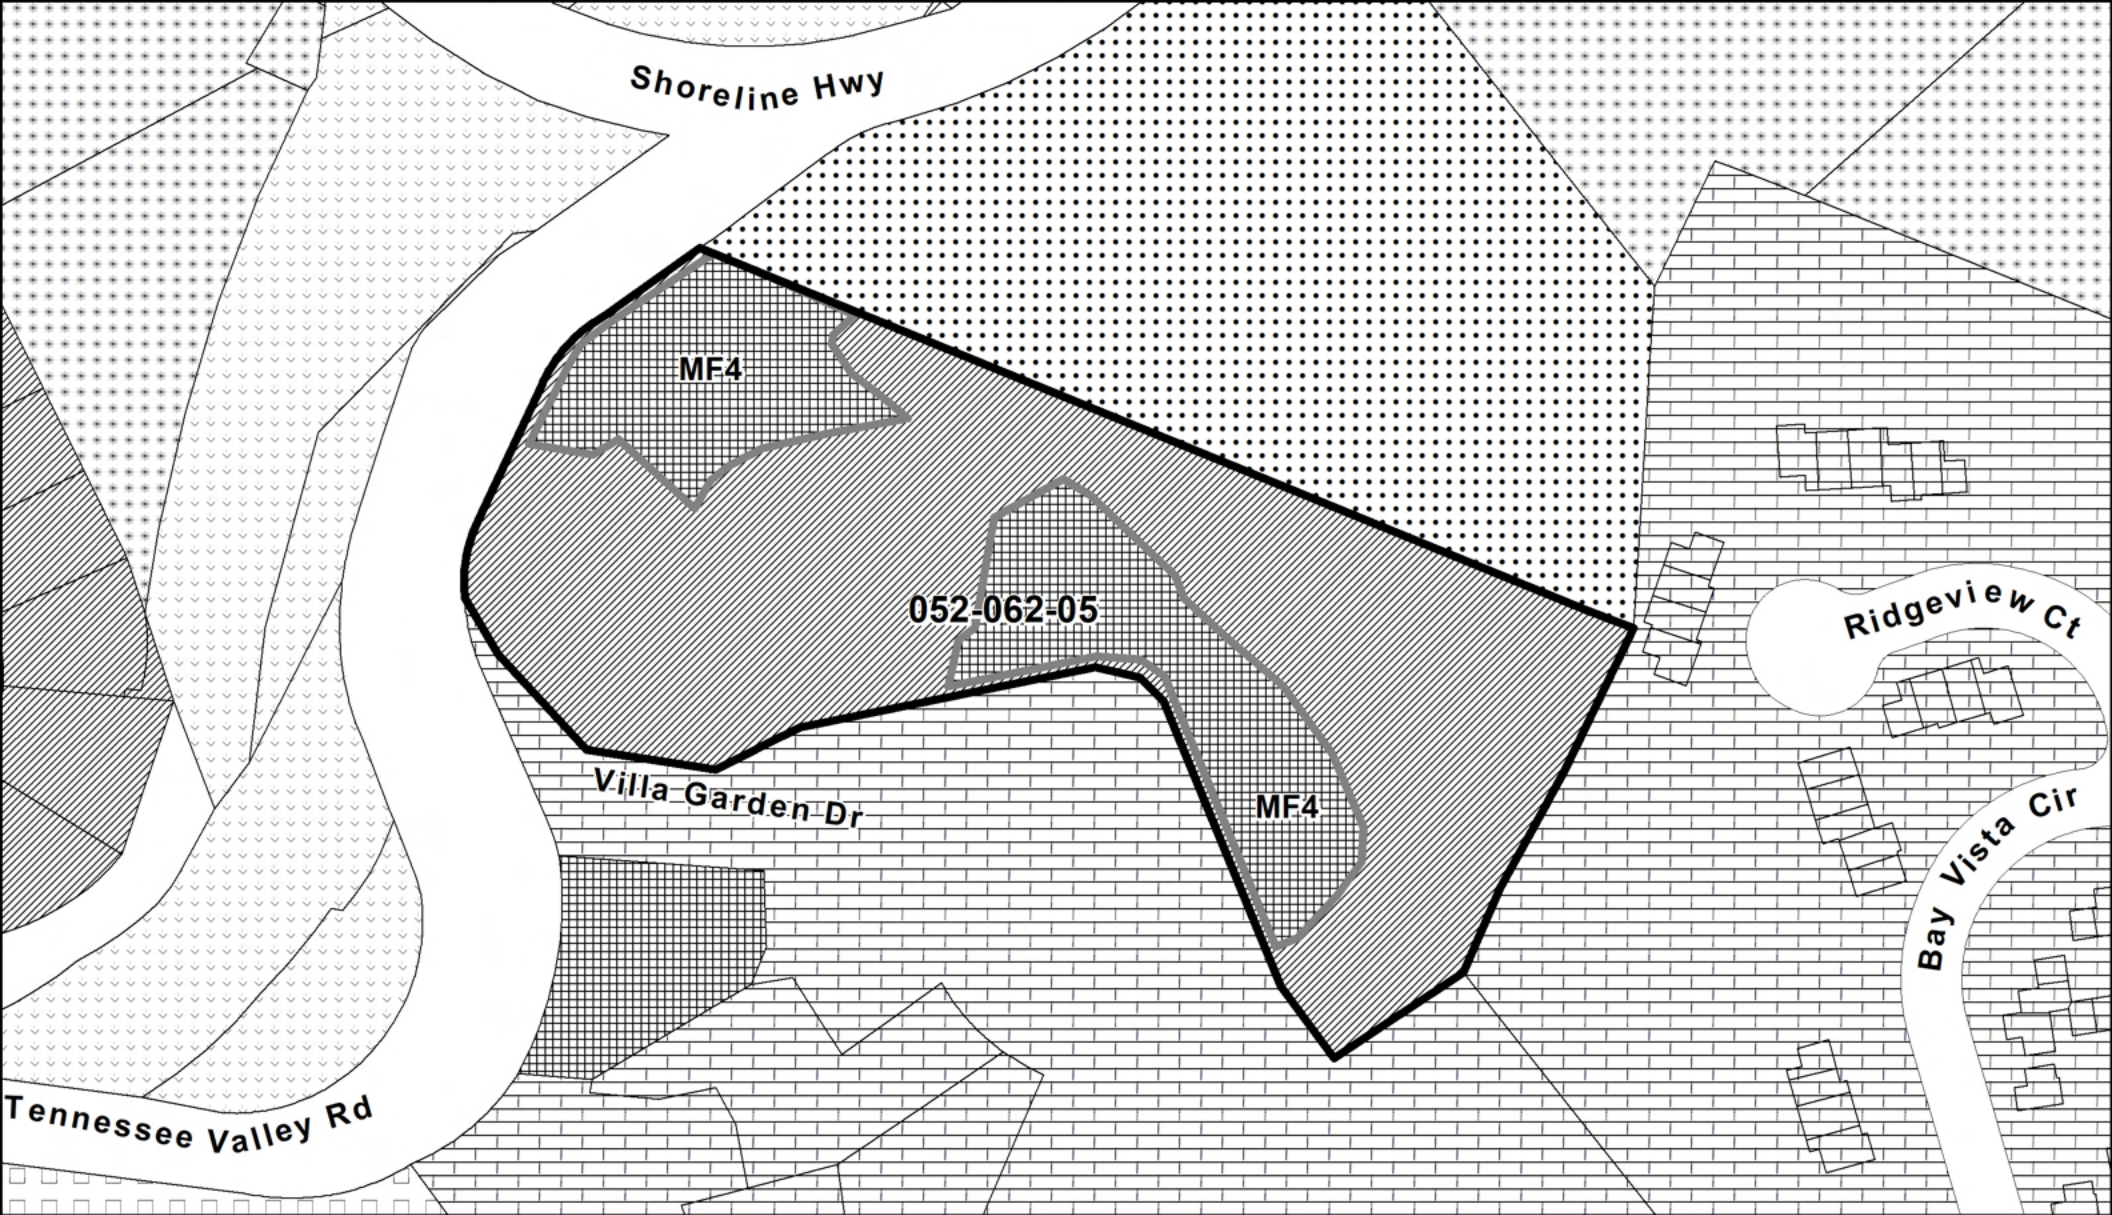 Shoreline Hwy
MF4
052-062-05
Ridgeview Ct
Villa Garden Dr
MF4
Bay Vista Cir
Tennessee Valley Rd